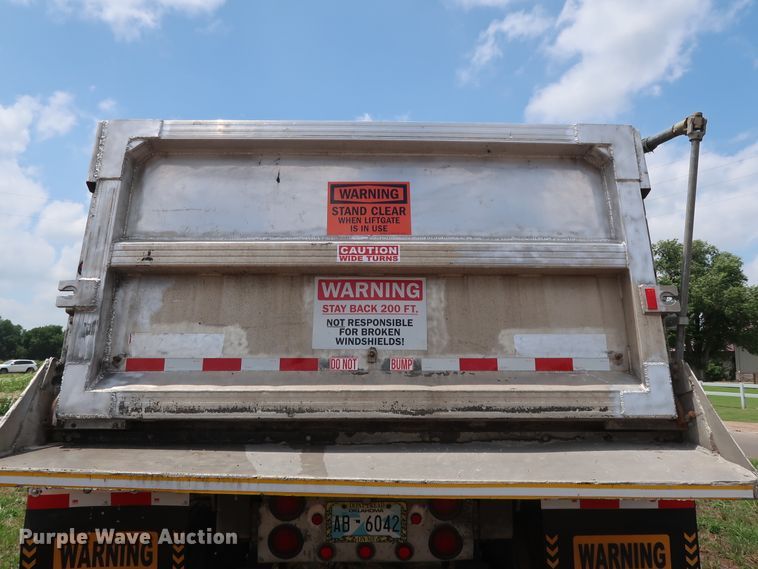 WARNING
STAND CLEAR
WHEN LIFTGATE
IS IN USE
CAUTION
WIDE TURNS
WARNING
STAY BACK 200 FT.
NOT RESPONSIBLE
FOR BROKEN
WINDSHIELDS!
DO NOT BUMP
OKLAHOMA
AB 6042
WARNING
WARNING
Purple Wave Auction